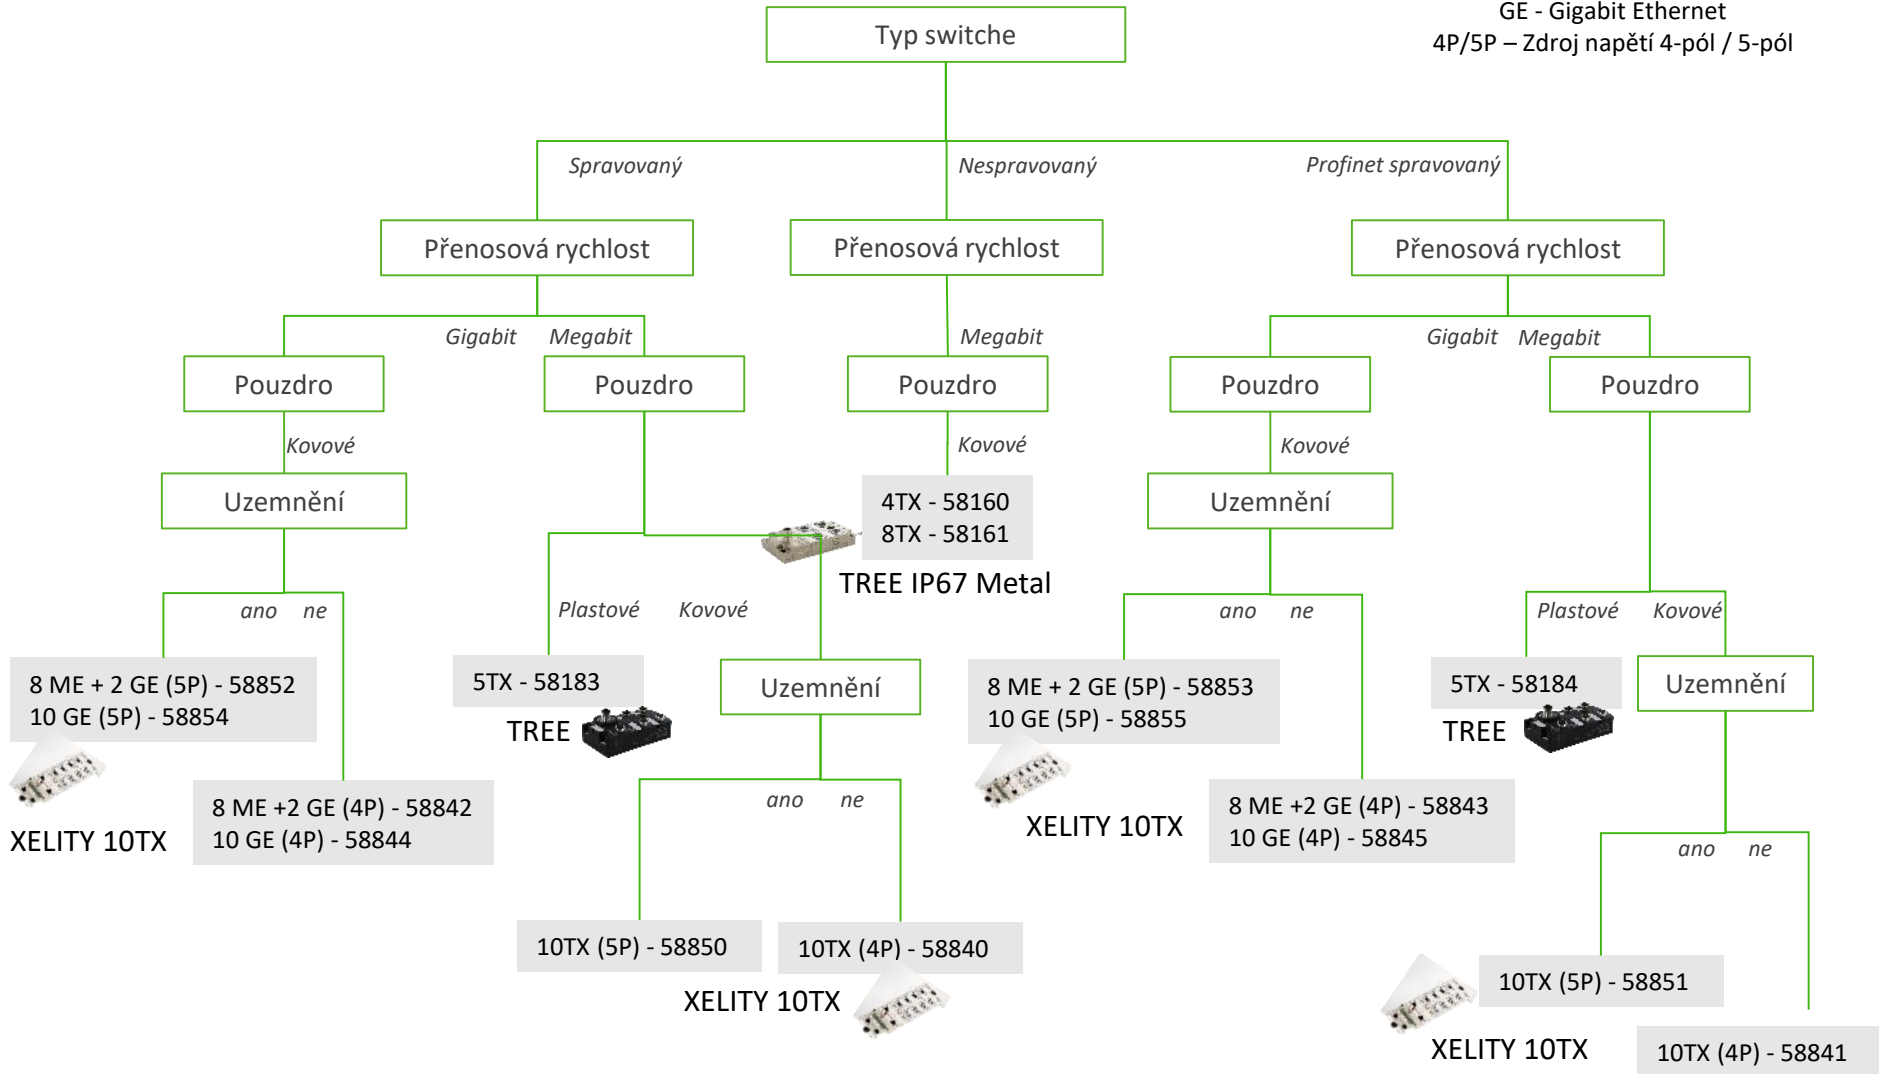 GE - Gigabit Ethernet
4P/5P – Zdroj napětí 4-pól / 5-pól
Typ switche
Spravovaný
Nespravovaný
Profinet spravovaný
Přenosová rychlost
Přenosová rychlost
Přenosová rychlost
Gigabit
Megabit
Megabit
Gigabit
Megabit
Pouzdro
Pouzdro
Pouzdro
Pouzdro
Pouzdro
Kovové
Kovové
Kovové
Uzemnění
4TX - 58160
8TX - 58161
Uzemnění
TREE IP67 Metal
ano
ne
Plastové
Kovové
ano
ne
Plastové
Kovové
8 ME + 2 GE (5P) - 58852
10 GE (5P) - 58854
5TX - 58183
Uzemnění
8 ME + 2 GE (5P) - 58853
10 GE (5P) - 58855
5TX - 58184
Uzemnění
TREE
TREE
XELITY 10TX
8 ME +2 GE (4P) - 58842
10 GE (4P) - 58844
ano
ne
XELITY 10TX
8 ME +2 GE (4P) - 58843
10 GE (4P) - 58845
ano
ne
10TX (5P) - 58850
10TX (4P) - 58840
XELITY 10TX
10TX (5P) - 58851
XELITY 10TX
10TX (4P) - 58841